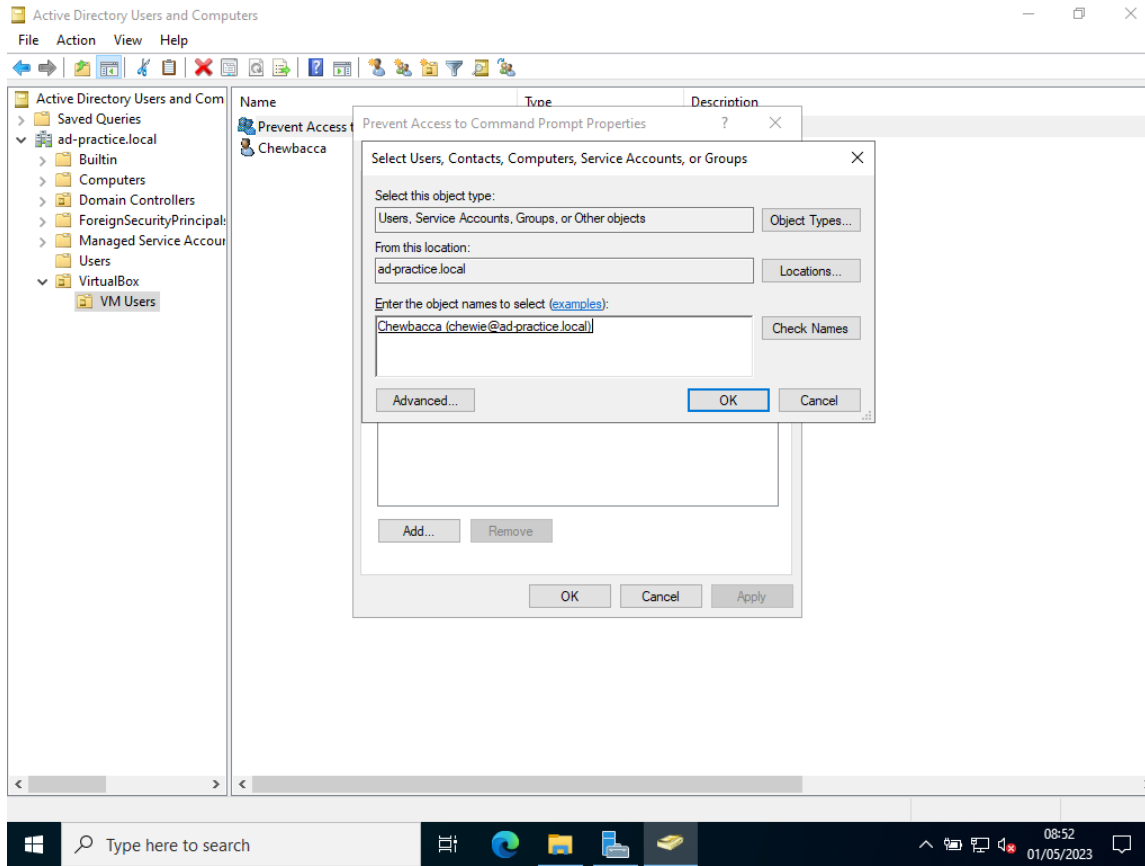 Active Directory Users and Computers
File Action View Help
Active Directory Users and Com
Saved Queries
ad-practice.local
Builtin
Computers
Domain Controllers
ForeignSecurityPrincipals
Managed Service Accour
Users
VirtualBox
VM Users
Name Type Description
Prevent Access t
Chewbacca
Prevent Access to Command Prompt Properties ?
Select Users, Contacts, Computers, Service Accounts, or Groups
Select this object type:
Users, Service Accounts, Groups, or Other objects Object Types...
From this location:
ad-practice.local Locations...
Enter the object names to select (examples):
Chewbacca (chewie@ad-practice.local) Check Names
Advanced... OK Cancel
Add... Remove
OK Cancel Apply
Type here to search
08:52
01/05/2023